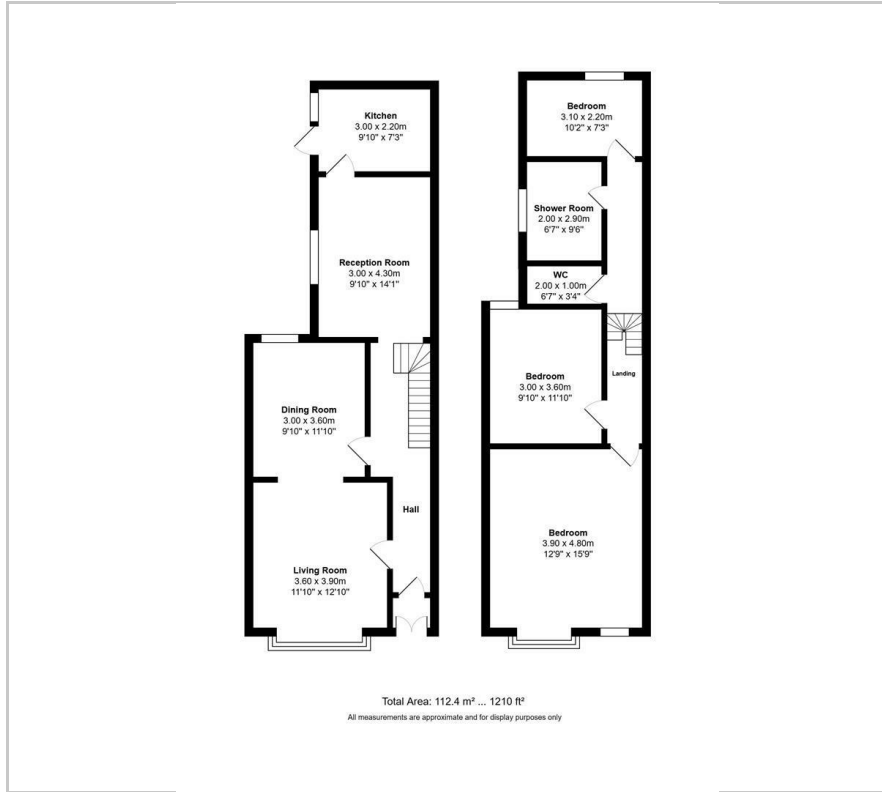 Kitchen
3.00 x 2.20m
9'10" x 7'3"
Reception Room
3.00 x 4.30m
9'10" x 14'1"
Dining Room
3.00 x 3.60m
9'10" x 11'10"
Hall
Living Room
3.60 x 3.90m
11'10" x 12'10"
Bedroom
3.10 x 2.20m
10'2" x 7'3"
Shower Room
2.00 x 2.90m
6'7" x 9'6"
WC
2.00 x 1.00m
6'7" x 3'4"
Bedroom
3.00 x 3.60m
9'10" x 11'10"
Landing
Bedroom
3.90 x 4.80m
12'9" x 15'9"
Total Area: 112.4 m² ... 1210 ft²
All measurements are approximate and for display purposes only